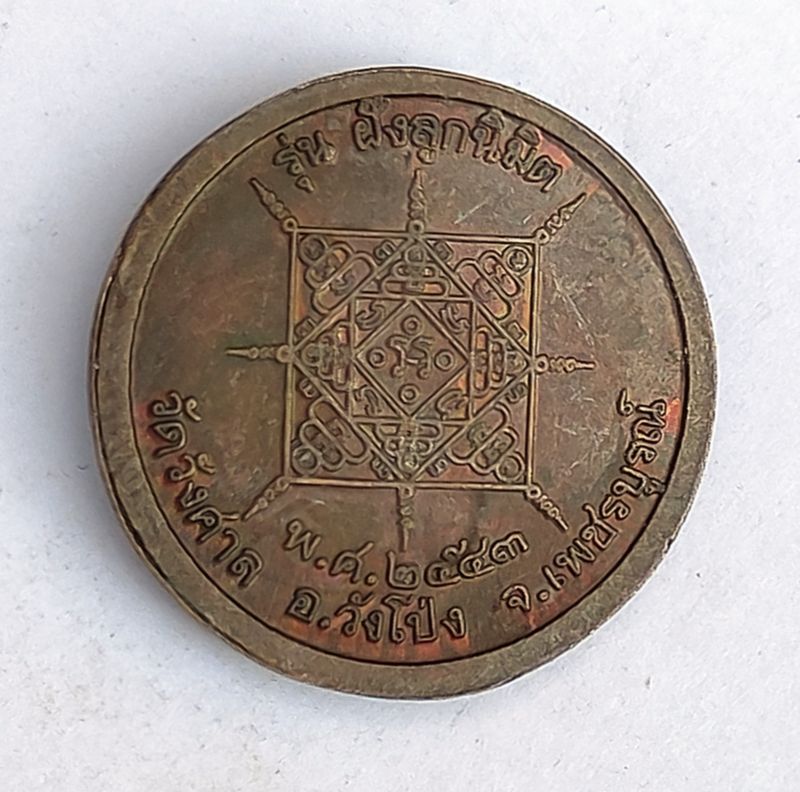 รุ่น ฝังลูกนิมิต
พ.ศ.๒๕๔๓
วัดวังศาล อ.วังโป่ง จ.เพชรบูรณ์